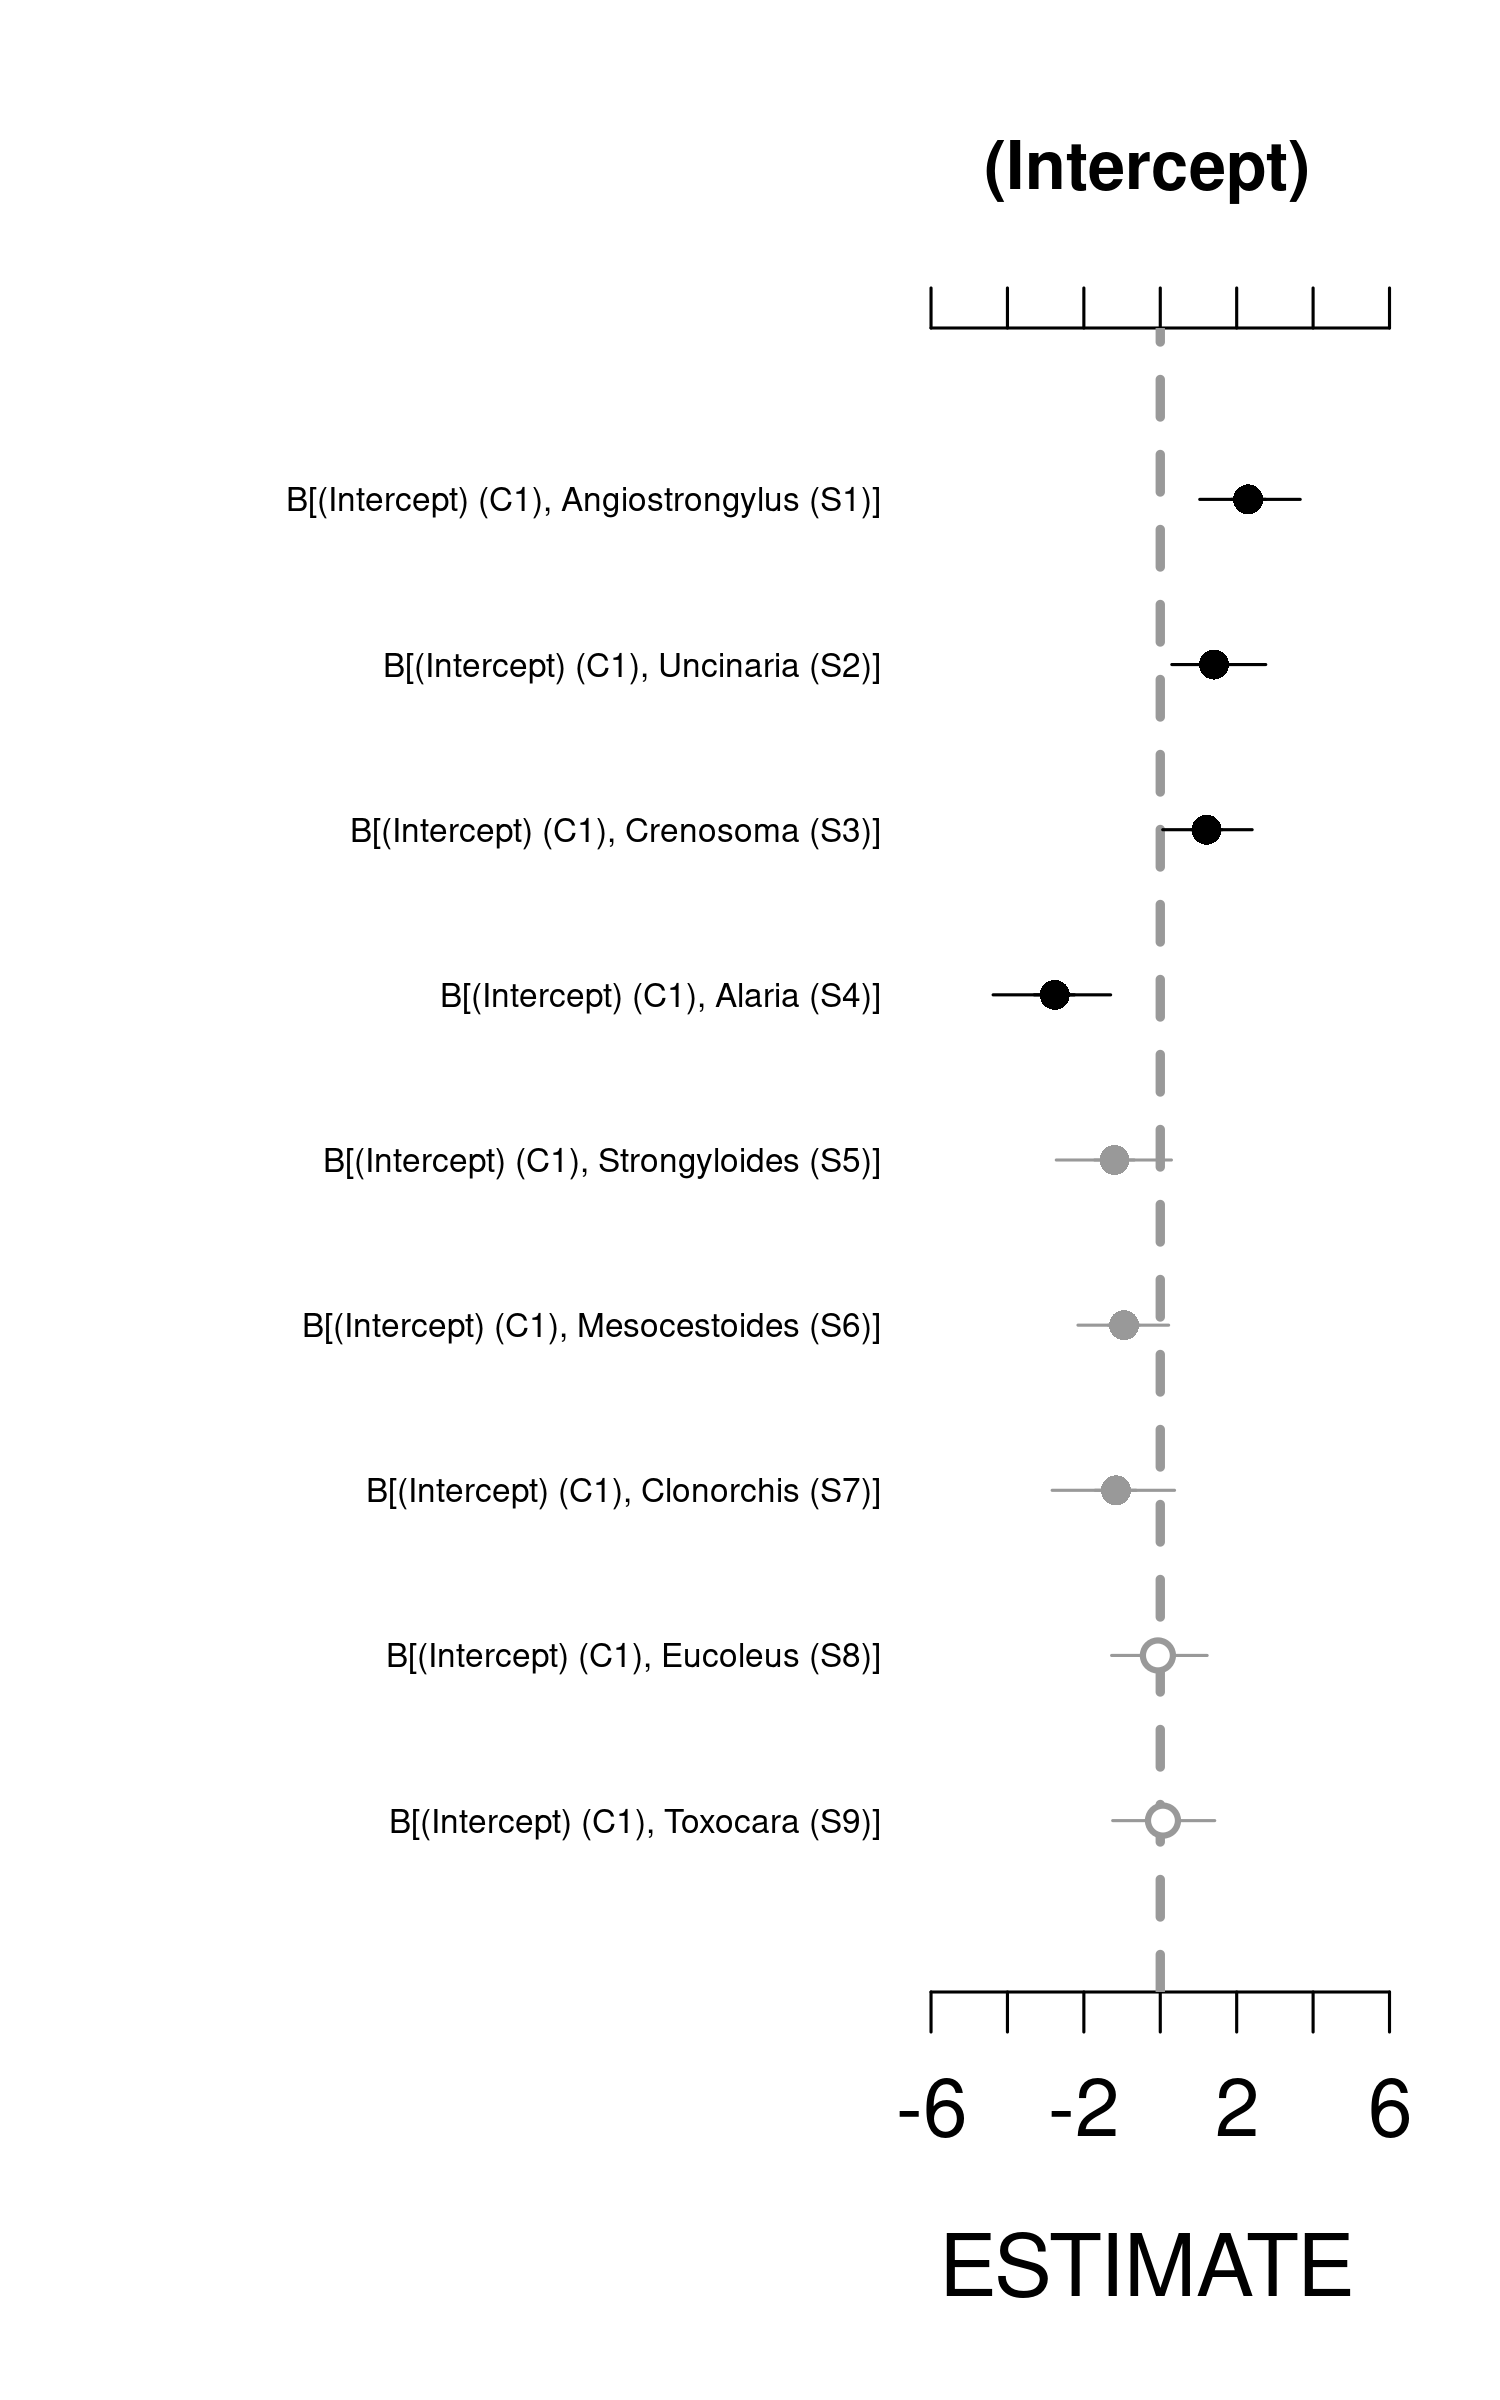 (Intercept)
B[(Intercept) (C1), Angiostrongylus (S1)]
B[(Intercept) (C1), Uncinaria (S2)]
B[(Intercept) (C1), Crenosoma (S3)]
B[(Intercept) (C1), Alaria (S4)]
B[(Intercept) (C1), Strongyloides (S5)]
B[(Intercept) (C1), Mesocestoides (S6)]
B[(Intercept) (C1), Clonorchis (S7)]
B[(Intercept) (C1), Eucoleus (S8)]
B[(Intercept) (C1), Toxocara (S9)]
-6 -2 2 6
ESTIMATE